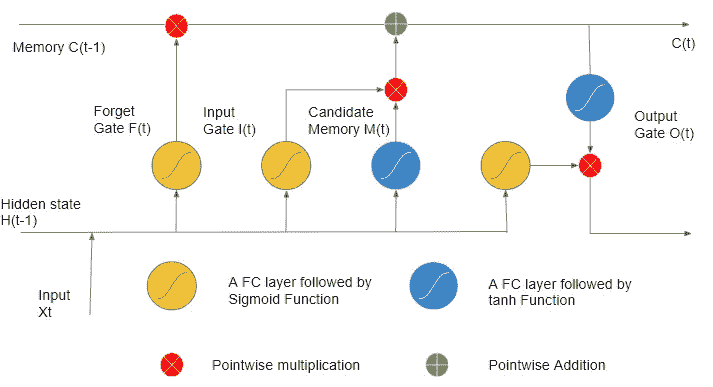 Memory C(t-1)
C(t)
Forget
Gate F(t)
Input
Gate I(t)
Candidate
Memory M(t)
Output
Gate O(t)
Hidden state
H(t-1)
Input
Xt
A FC layer followed by
Sigmoid Function
A FC layer followed by
tanh Function
Pointwise multiplication
Pointwise Addition